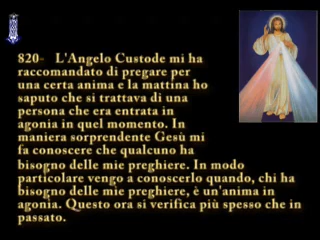 820- L'Angelo Custode mi ha
raccomandato di pregare per
una certa anima e la mattina ho
saputo che si trattava di una
persona che era entrata in
agonia in quel momento. In
maniera sorprendente Gesù mi
fa conoscere che qualcuno ha
bisogno delle mie preghiere. In modo
particolare vengo a conoscerlo quando, chi ha
bisogno delle mie preghiere, è un'anima in
agonia. Questo ora si verifica più spesso che in
passato.